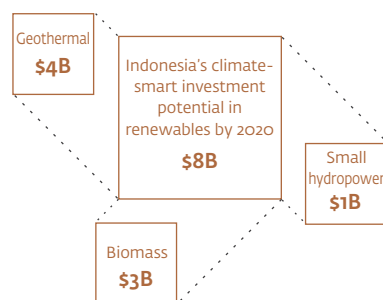 Geothermal
$4B
Indonesia's climate-
smart investment
potential in
renewables by 2020
$8B
Small
hydropower
$1B
Biomass
$3B